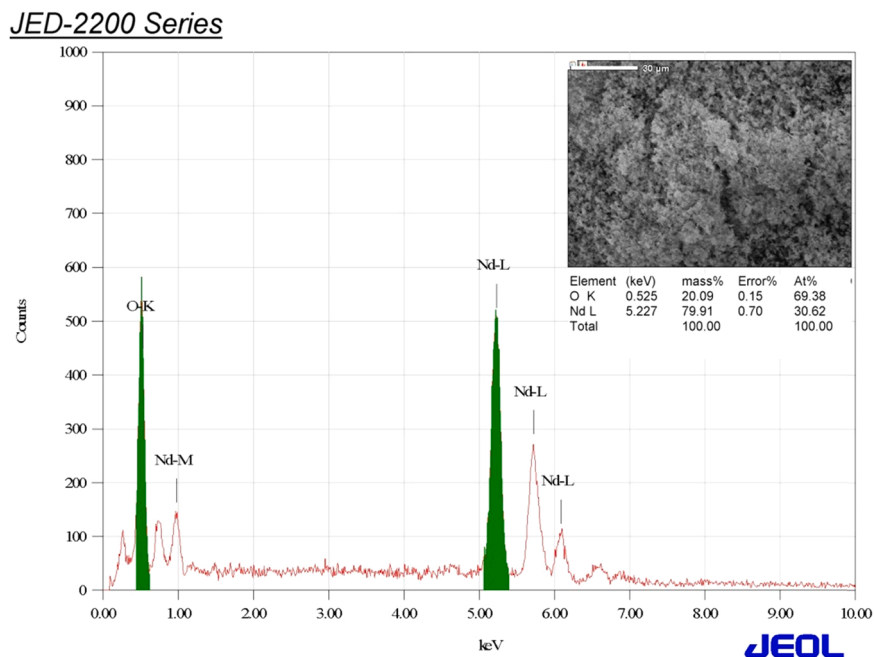 JED-2200 Series
1000
900
800
700
600
500
400
300
200
100
0
Counts
O-K
Nd-M
Nd-L
Nd-L
Nd-L
30 μm
Element (keV) mass% Error% At%
O K 0.525 20.09 0.15 69.38
Nd L 5.227 79.91 0.70 30.62
Total 100.00 100.00
0.00 1.00 2.00 3.00 4.00 5.00 6.00 7.00 8.00 9.00 10.00
keV
JEOL